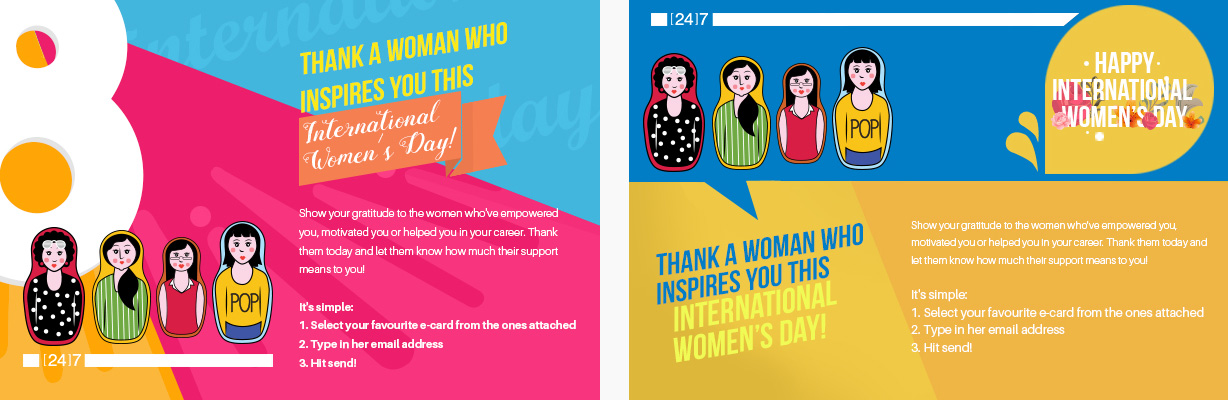 International
day
THANK A WOMAN WHO
INSPIRES YOU THIS
International
Women's Day!
Show your gratitude to the women who've empowered
you, motivated you or helped you in your career. Thank
them today and let them know how much their support
means to you!
It's simple:
1. Select your favourite e-card from the ones attached
2. Type in her email address
3. Hit send!
POP!
[24]7
[24]7
HAPPY
INTERNATIONAL
WOMEN'S DAY
POP!
THANK A WOMAN WHO
INSPIRES YOU THIS
INTERNATIONAL
WOMEN'S DAY!
Show your gratitude to the women who've empowered you,
motivated you or helped you in your career. Thank them today and
let them know how much their support means to you!
It's simple:
1. Select your favourite e-card from the ones attached
2. Type in her email address
3. Hit send!